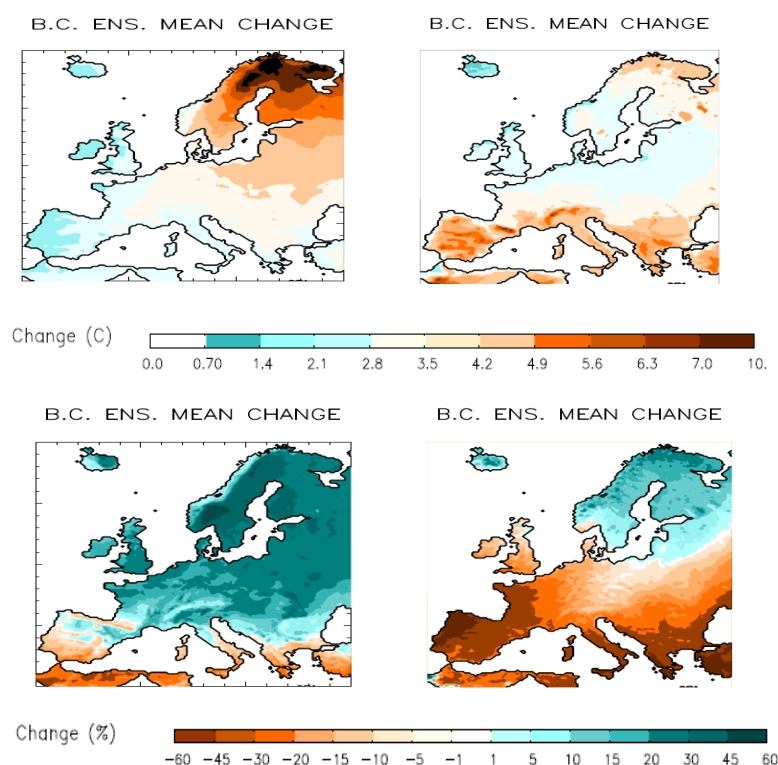 B.C. ENS. MEAN CHANGE B.C. ENS. MEAN CHANGE
Change (C)
0.0 0.70 1.4 2.1 2.8 3.5 4.2 4.9 5.6 6.3 7.0 10.
B.C. ENS. MEAN CHANGE B.C. ENS. MEAN CHANGE
Change (%)
-60 -45 -30 -20 -15 -10 -5 -1 1 5 10 15 20 30 45 60